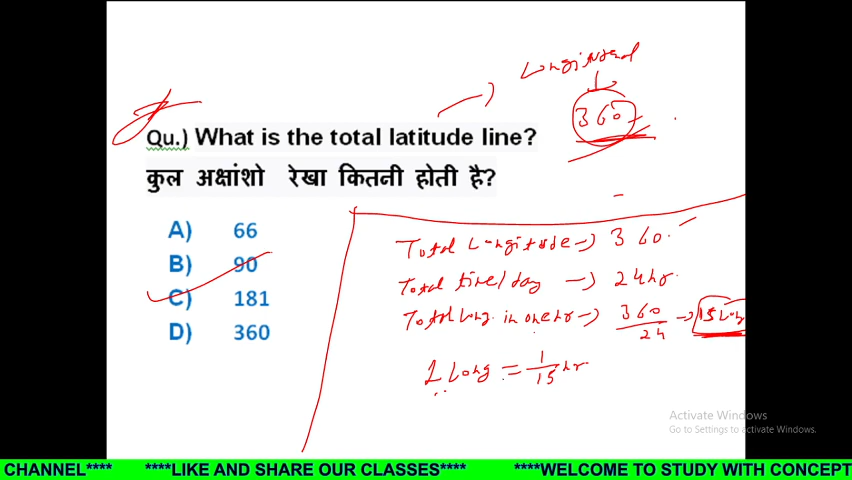 Longitudinal
360
Qu.) What is the total latitude line?
कुल अक्षांशो रेखा कितनी होती है?
A) 66
B) 90
C) 181
D) 360
Total Longitude → 360
Total time/day → 24hr.
Total long. in one hr → 360/24 → 15 Long
1 Long = 1/15 hr
Activate Windows
Go to Settings to activate Windows.
CHANNEL**** ****LIKE AND SHARE OUR CLASSES**** ****WELCOME TO STUDY WITH CONCEPT